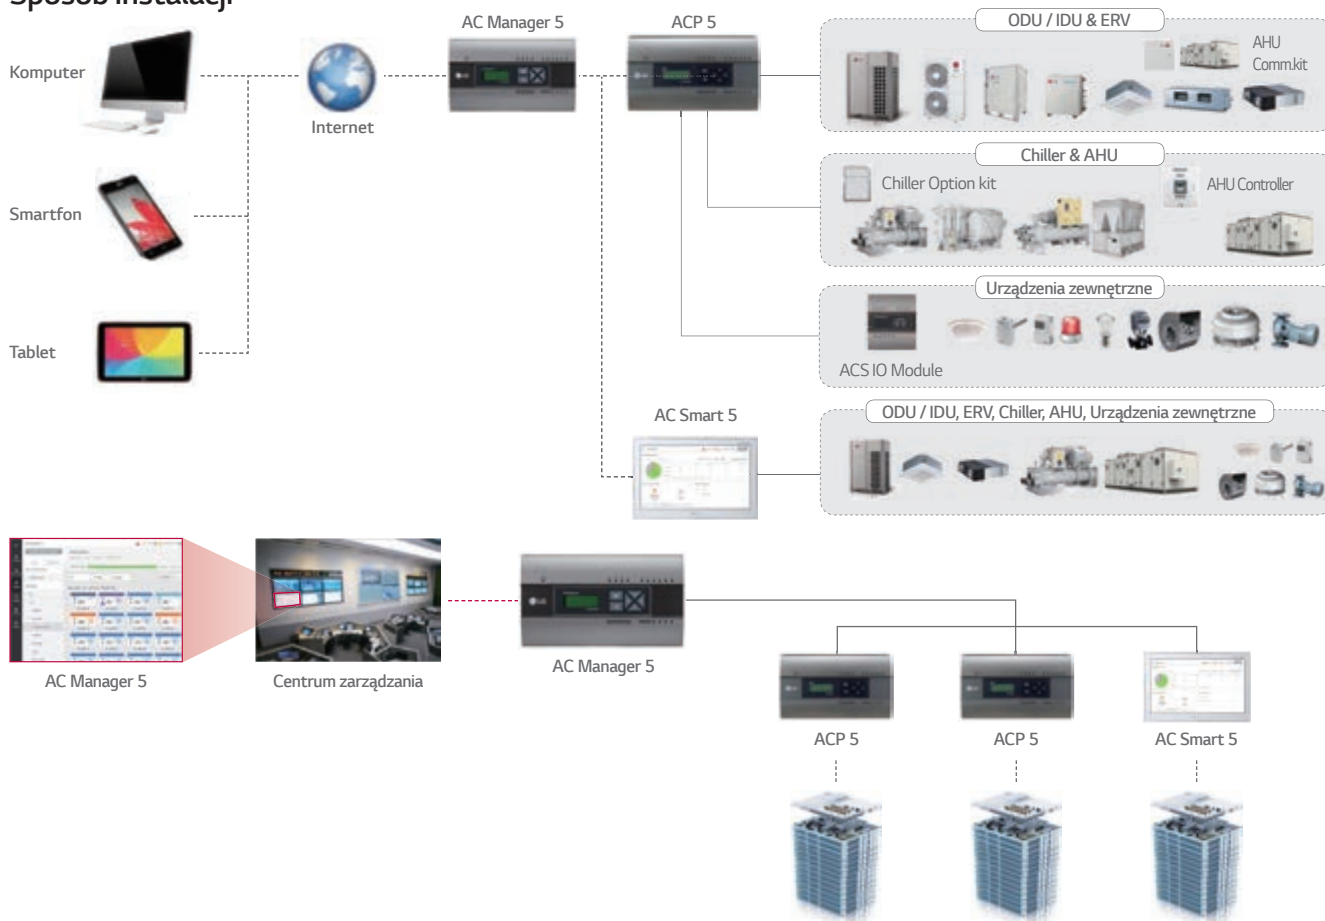 Sposób instalacji
AC Manager 5
ACP 5
ODU / IDU & ERV
AHU
Comm.kit
Komputer
Internet
Chiller & AHU
Chiller Option kit
AHU Controller
Smartfon
Urządzenia zewnętrzne
Tablet
ACS IO Module
AC Smart 5
ODU / IDU, ERV, Chiller, AHU, Urządzenia zewnętrzne
AC Manager 5
Centrum zarządzania
AC Manager 5
ACP 5
ACP 5
AC Smart 5